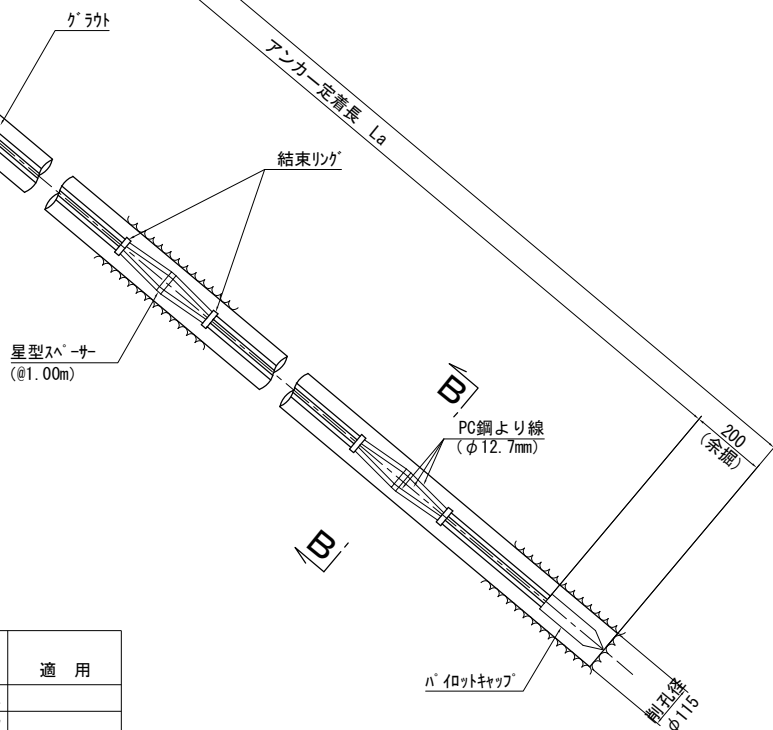 グラウト
アンカー定着長 La
結束リング
星型スペーサー
(@1.00m)
B
PC鋼より線
(φ12.7mm)
200
(余掘)
B
適 用
パイロットキャップ
削孔径
φ115